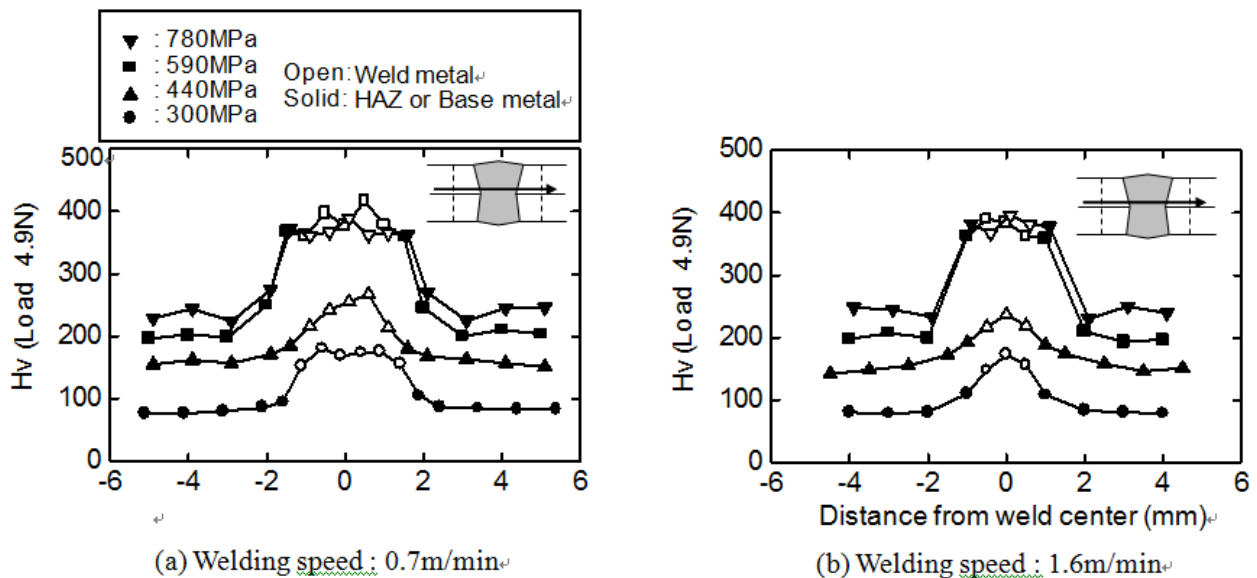 : 780MPa
: 590MPa
: 440MPa
: 300MPa
Open: Weld metal
Solid: HAZ or Base metal
Hv (Load 4.9N)
500
400
300
200
100
0
-6 -4 -2 0 2 4 6
(a) Welding speed : 0.7m/min
Hv (Load 4.9N)
500
400
300
200
100
0
-6 -4 -2 0 2 4 6
Distance from weld center (mm)
(b) Welding speed : 1.6m/min